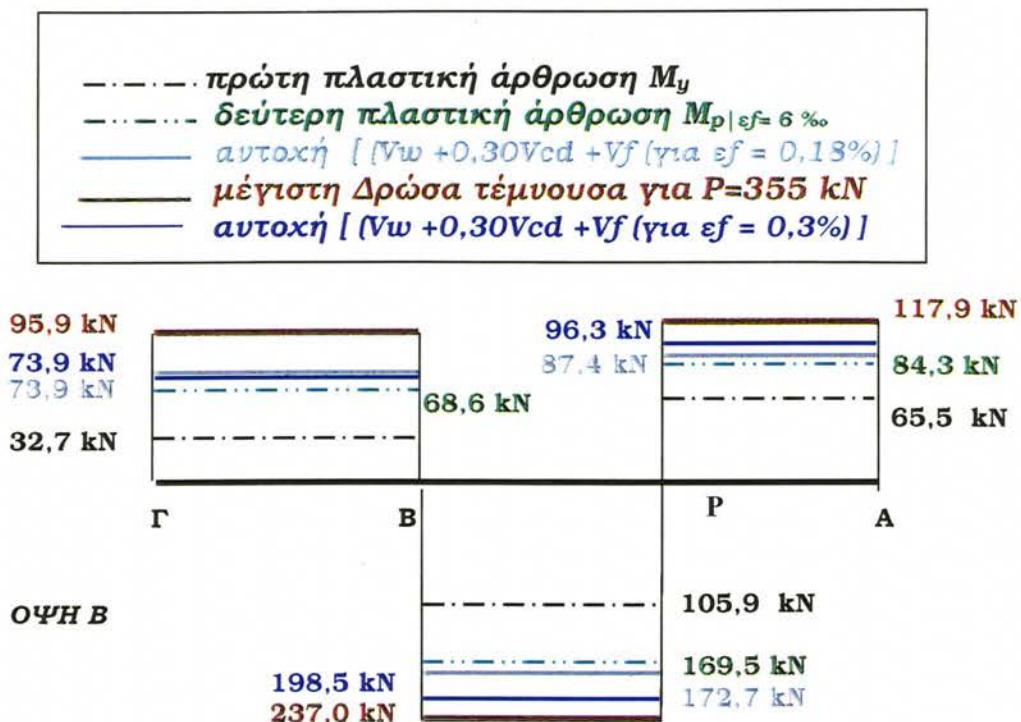 πρώτη πλαστική άρθρωση My
δεύτερη πλαστική άρθρωση Mp|εf= 6 ‰
αντοχή [ (Vw +0,30Vcd +Vf (για εf = 0,18%) ]
μέγιστη Δρώσα τέμνουσα για P=355 kN
αντοχή [ (Vw +0,30Vcd +Vf (για εf = 0,3%) ]
95,9 kN
73,9 kN
73,9 kN
32,7 kN
68,6 kN
96,3 kN
87,4 kN
117,9 kN
84,3 kN
65,5 kN
Γ
B
P
A
ΟΨΗ Β
105,9 kN
169,5 kN
172,7 kN
198,5 kN
237,0 kN